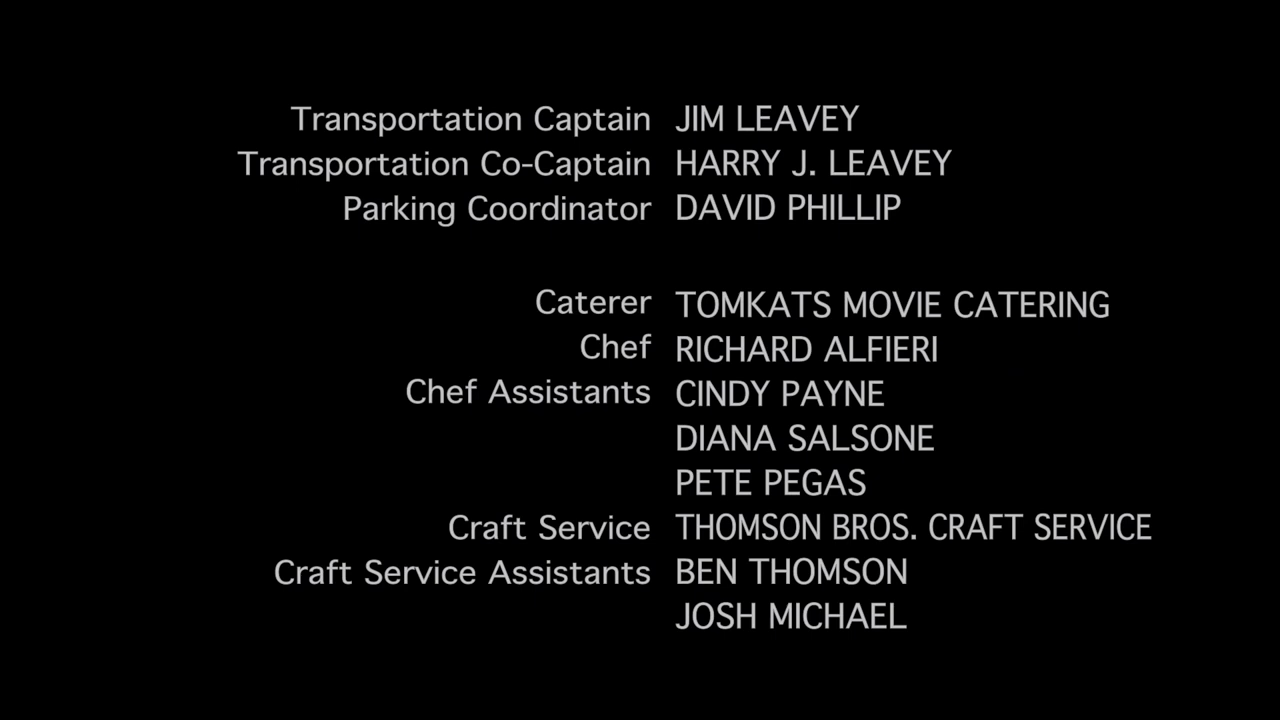 Transportation Captain JIM LEAVEY
Transportation Co-Captain HARRY J. LEAVEY
Parking Coordinator DAVID PHILLIP
Caterer TOMKATS MOVIE CATERING
Chef RICHARD ALFIERI
Chef Assistants CINDY PAYNE
DIANA SALSONE
PETE PEGAS
Craft Service THOMSON BROS. CRAFT SERVICE
Craft Service Assistants BEN THOMSON
JOSH MICHAEL